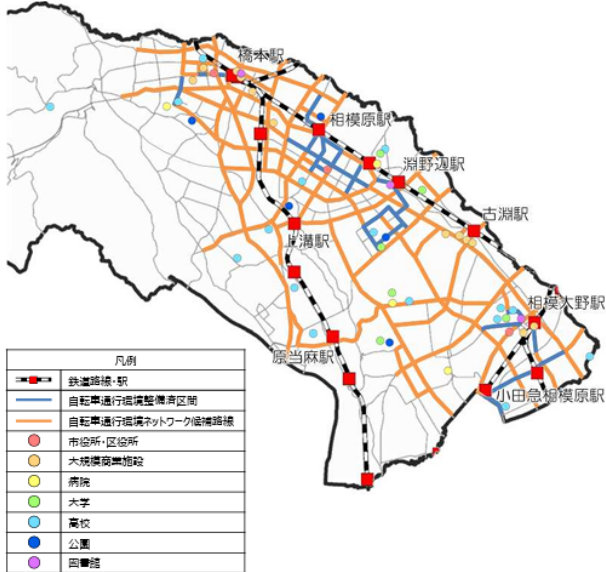 橋本駅
相模原駅
淵野辺駅
古淵駅
上溝駅
相模大野駅
原当麻駅
小田急相模原駅
凡例
鉄道路線・駅
自転車通行環境整備済区間
自転車通行環境ネットワーク候補路線
市役所・区役所
大規模商業施設
病院
大学
高校
公園
図書館